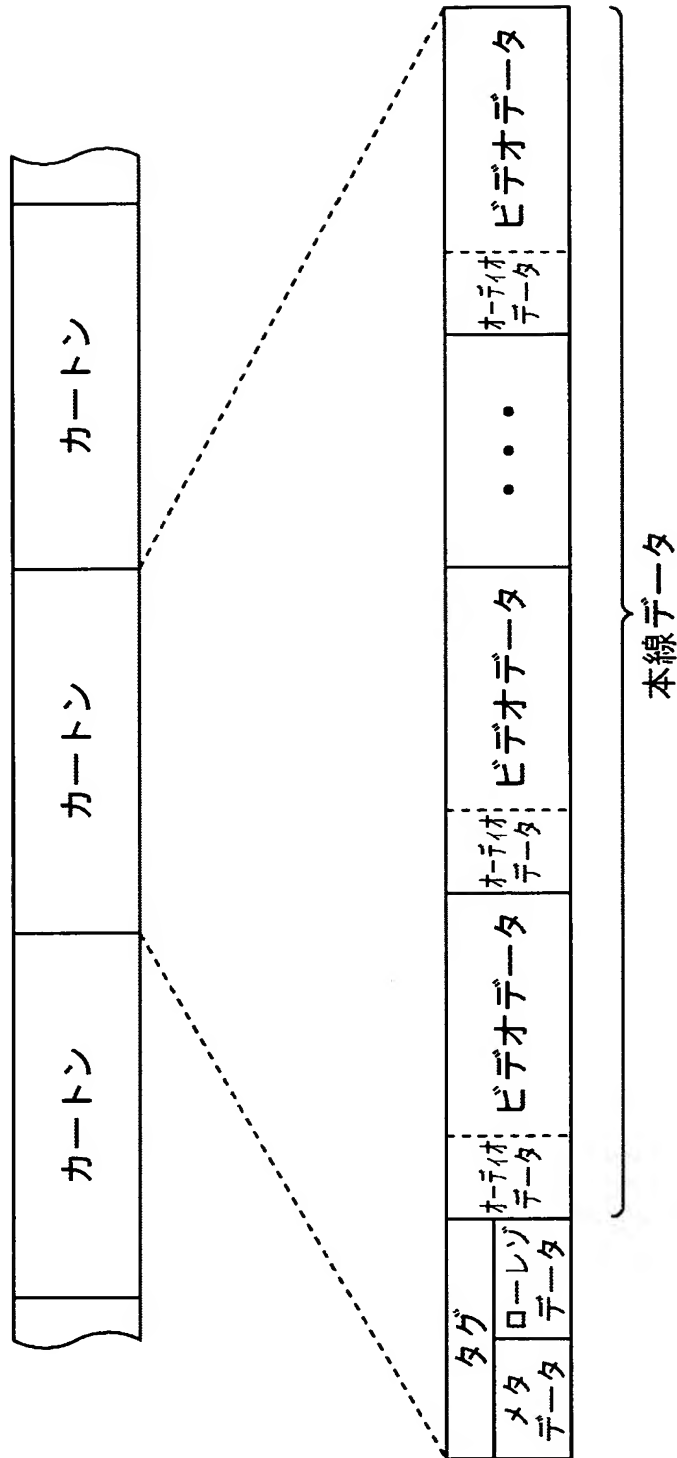 カートン
カートン
カートン
タグ
メタ
データ
ローレゾ
データ
オーディオ
データ
ビデオデータ
オーディオ
データ
ビデオデータ
・・・
オーディオ
データ
ビデオデータ
本線データ